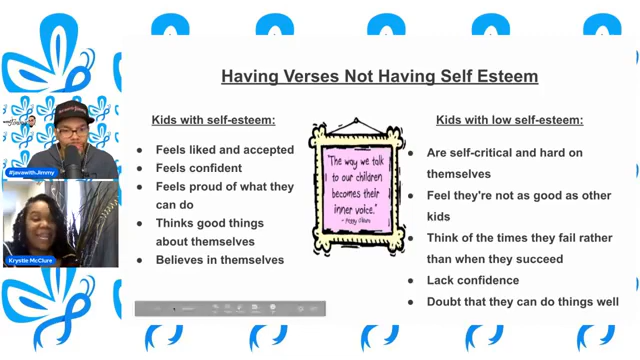 Having Verses Not Having Self Esteem
Kids with self-esteem:
Feels liked and accepted
Feels confident
Feels proud of what they
can do
Thinks good things
about themselves
Believes in themselves
"The way we talk
to our children
becomes their
inner voice."
Kids with low self-esteem:
Are self-critical and hard on
themselves
Feel they're not as good as other
kids
Think of the times they fail rather
than when they succeed
Lack confidence
Doubt that they can do things well
#javawithJimmy
Krystle McClure